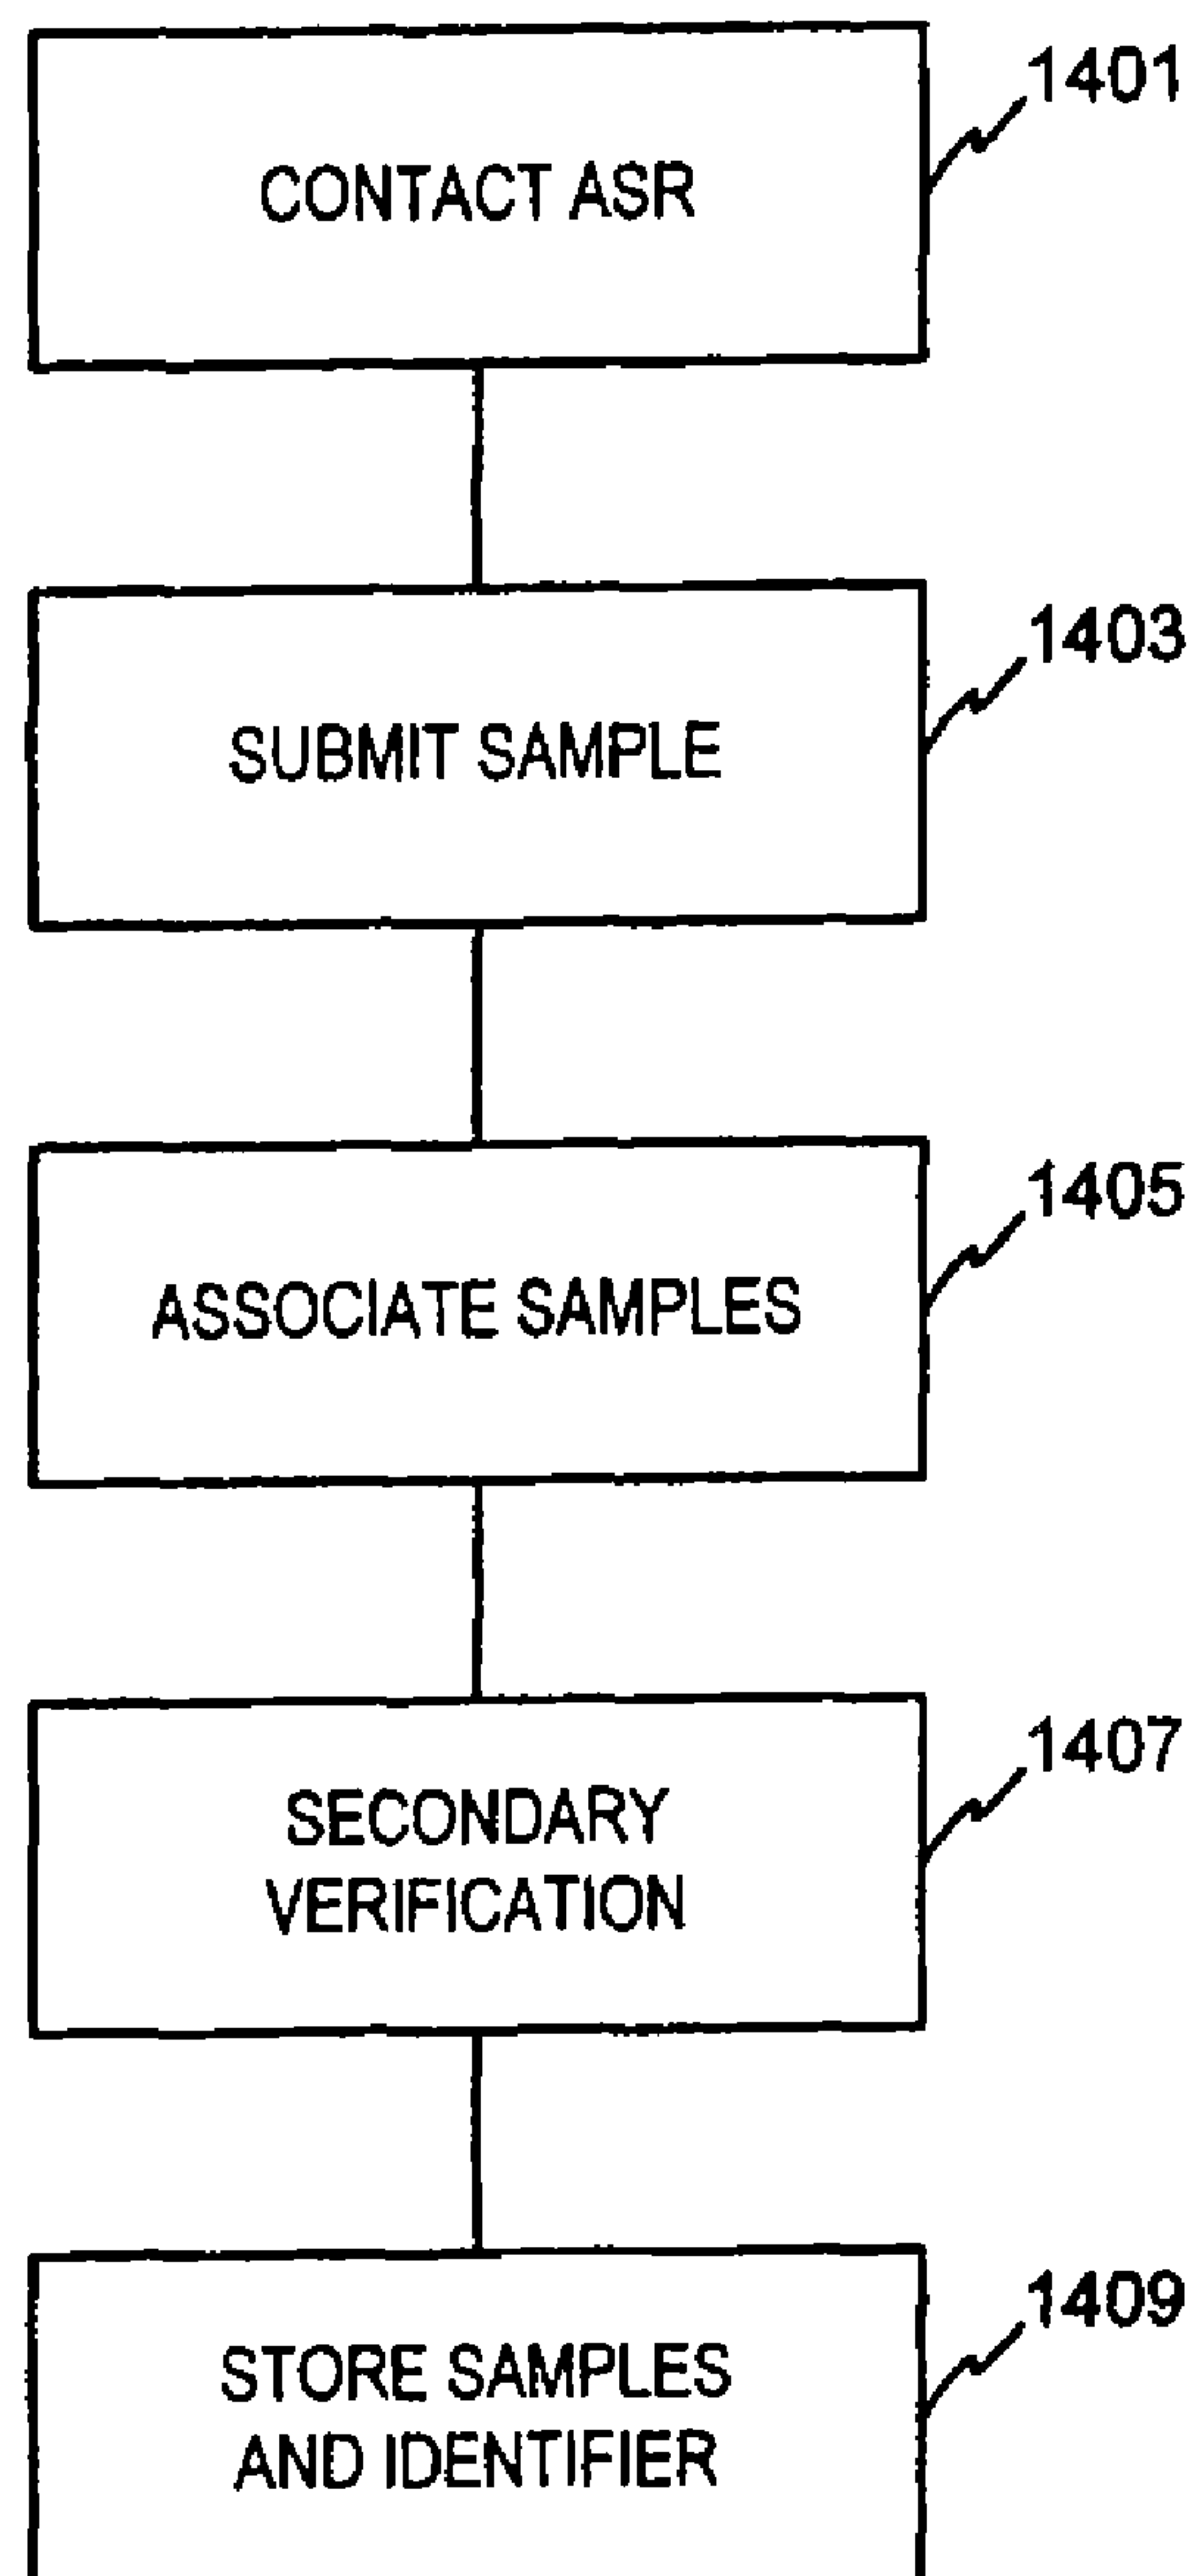 CONTACT ASR
1401
SUBMIT SAMPLE
1403
ASSOCIATE SAMPLES
1405
SECONDARY
VERIFICATION
1407
STORE SAMPLES
AND IDENTIFIER
1409